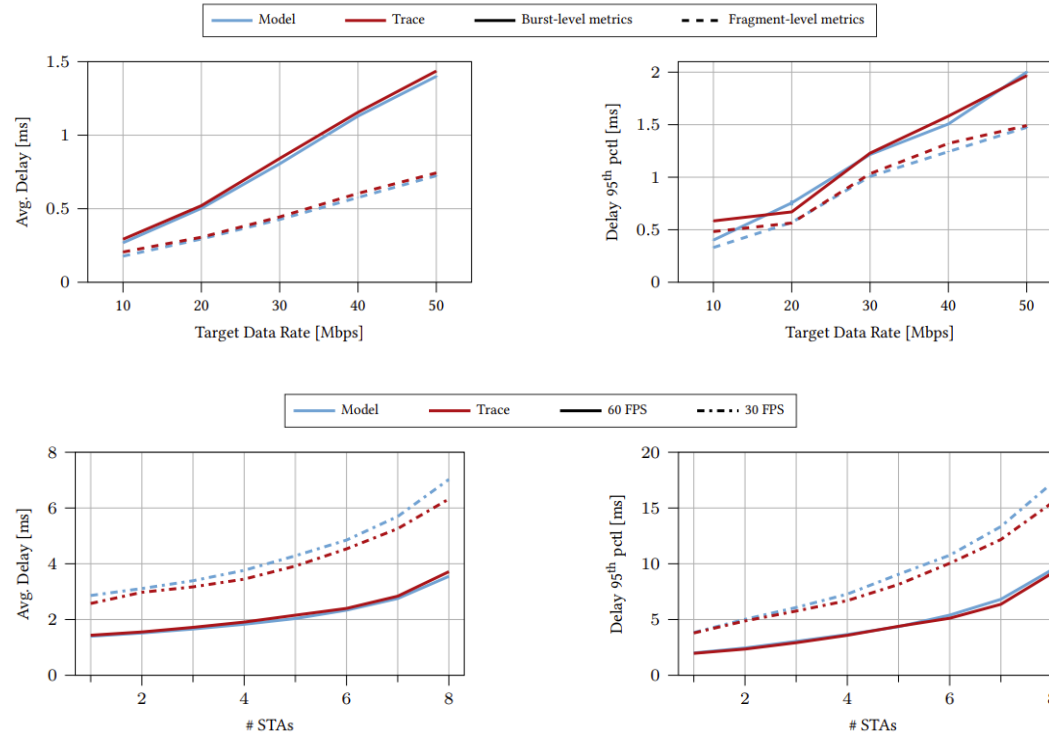 Model Trace Burst-level metrics Fragment-level metrics
1.5
1
0.5
0
Avg. Delay [ms]
10 20 30 40 50
Target Data Rate [Mbps]
2
1.5
1
0.5
0
Delay 95th pctl [ms]
10 20 30 40 50
Target Data Rate [Mbps]
Model Trace 60 FPS 30 FPS
8
6
4
2
0
Avg. Delay [ms]
2 4 6 8
# STAs
20
15
10
5
0
Delay 95th pctl [ms]
2 4 6 8
# STAs